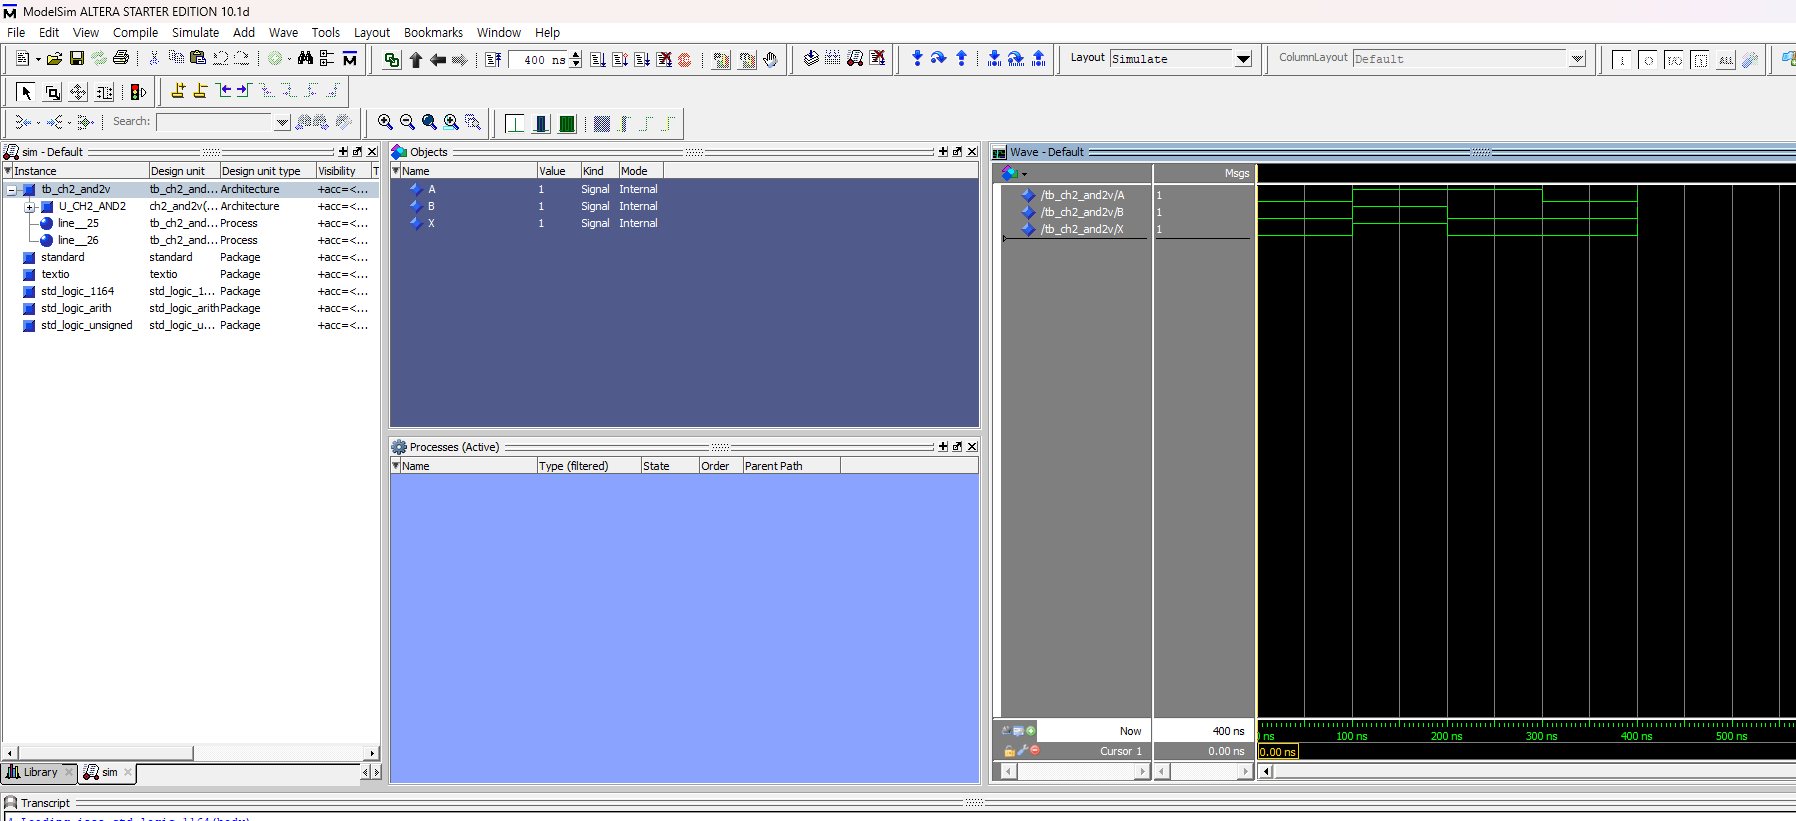 ModelSim ALTERA STARTER EDITION 10.1d
File Edit View Compile Simulate Add Wave Tools Layout Bookmarks Window Help
400 ns
Layout Simulate
ColumnLayout Default
ALL
Search:
sim - Default
Instance Design unit Design unit type Visibility T
tb_ch2_and2v tb_ch2_and... Architecture +acc=<...
U_CH2_AND2 ch2_and2v(... Architecture +acc=<...
line__25 tb_ch2_and... Process +acc=<...
line__26 tb_ch2_and... Process +acc=<...
standard standard Package +acc=<...
textio textio Package +acc=<...
std_logic_1164 std_logic_1... Package +acc=<...
std_logic_arith std_logic_arith Package +acc=<...
std_logic_unsigned std_logic_u... Package +acc=<...
Library sim
Objects
Name Value Kind Mode
A 1 Signal Internal
B 1 Signal Internal
X 1 Signal Internal
Processes (Active)
Name Type (filtered) State Order Parent Path
Wave - Default
Msgs
/tb_ch2_and2v/A 1
/tb_ch2_and2v/B 1
/tb_ch2_and2v/X 1
Now 400 ns
ns 100 ns 200 ns 300 ns 400 ns 500 ns
Cursor 1 0.00 ns
0.00 ns
Transcript